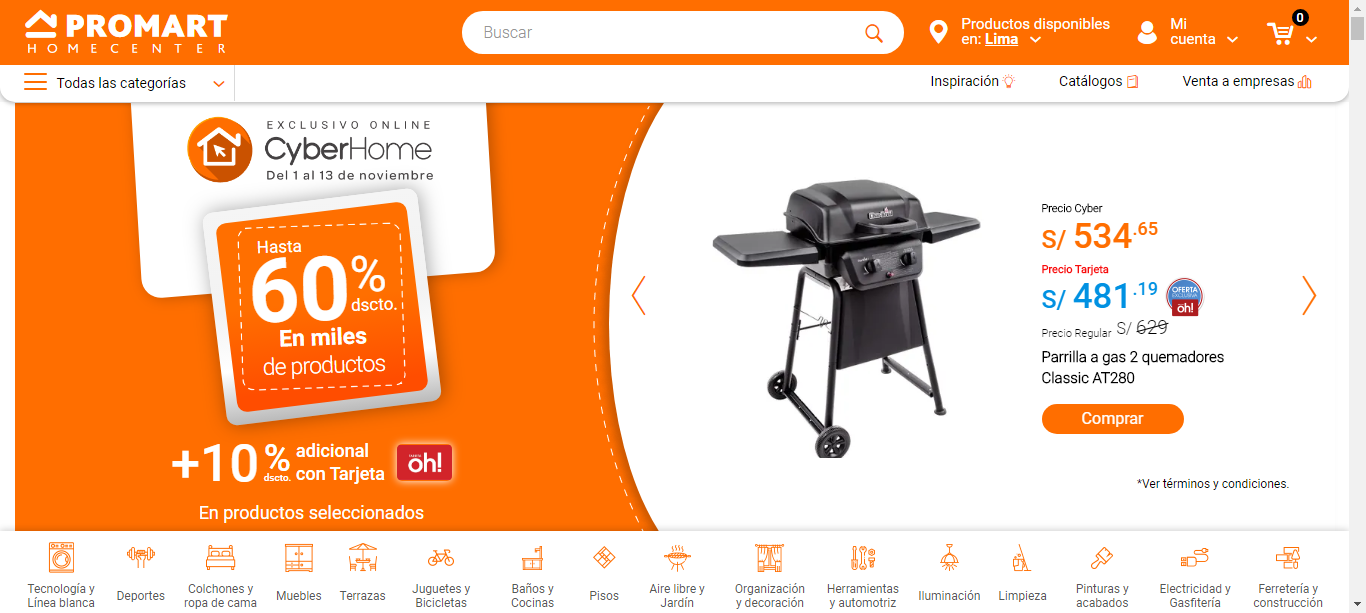 PROMART
HOMECENTER
Buscar
Productos disponibles
en: Lima
Mi
cuenta
0
Todas las categorías
Inspiración
Catálogos
Venta a empresas
EXCLUSIVO ONLINE
CyberHome
Del 1 al 13 de noviembre
Hasta
60%
dscto.
En miles
de productos
+10%
dscto.
adicional
con Tarjeta
TARJETA
oh!
En productos seleccionados
Precio Cyber
S/ 534.65
Precio Tarjeta
S/ 481.19
OFERTA
EXCLUSIVA
oh!
Precio Regular S/ 629
Parrilla a gas 2 quemadores
Classic AT280
Comprar
*Ver términos y condiciones.
Tecnología y
Línea blanca
Deportes
Colchones y
ropa de cama
Muebles
Terrazas
Juguetes y
Bicicletas
Baños y
Cocinas
Pisos
Aire libre y
Jardín
Organización
y decoración
Herramientas
y automotriz
Iluminación
Limpieza
Pinturas y
acabados
Electricidad y
Gasfitería
Ferretería y
construcción